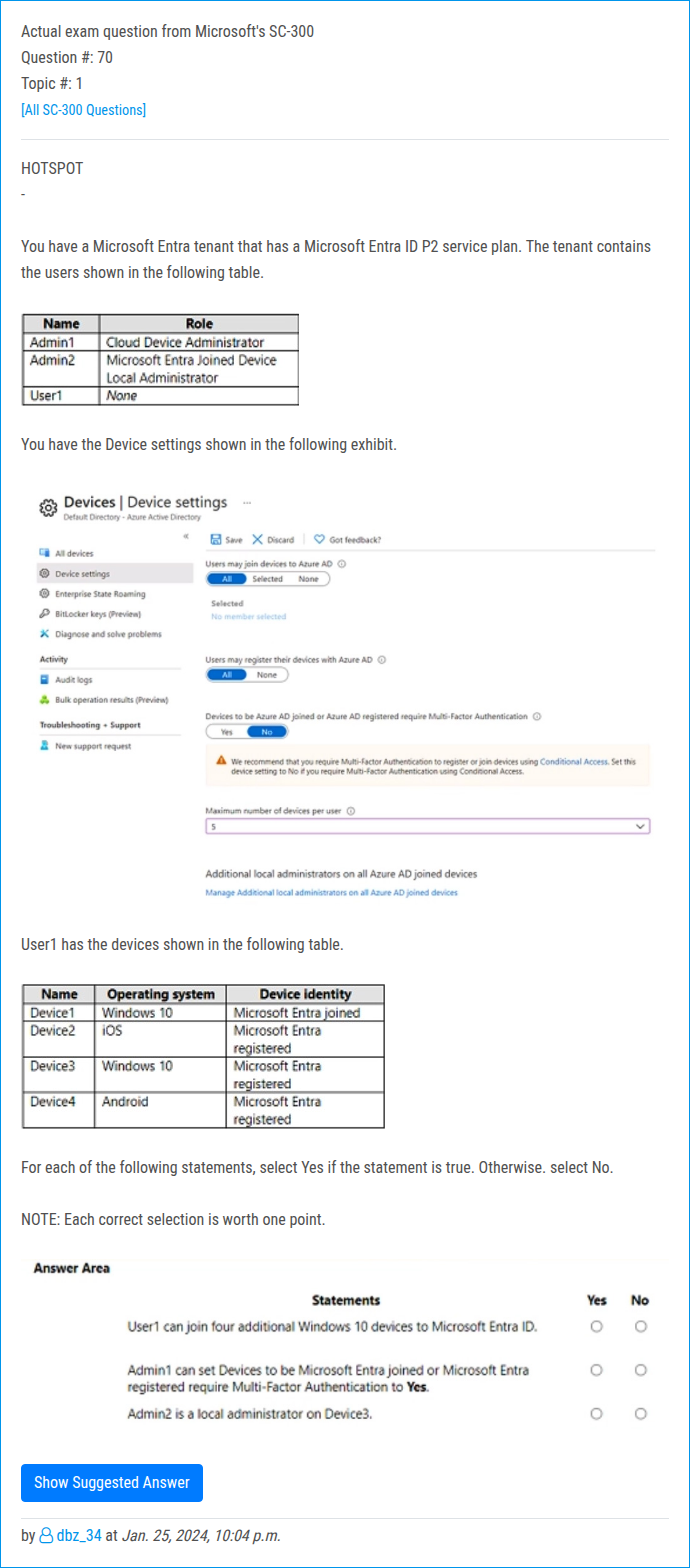 Actual exam question from Microsoft's SC-300
Question #: 70
Topic #: 1
[All SC-300 Questions]
HOTSPOT
-
You have a Microsoft Entra tenant that has a Microsoft Entra ID P2 service plan. The tenant contains
the users shown in the following table.
Name Role
Admin1 Cloud Device Administrator
Admin2 Microsoft Entra Joined Device
Local Administrator
User1 None
You have the Device settings shown in the following exhibit.
Devices | Device settings ...
Default Directory - Azure Active Directory
«
Save Discard Got feedback?
All devices
Device settings
Enterprise State Roaming
BitLocker keys (Preview)
Diagnose and solve problems
Activity
Audit logs
Bulk operation results (Preview)
Troubleshooting + Support
New support request
Users may join devices to Azure AD
All Selected None
Selected
No member selected
Users may register their devices with Azure AD
All None
Devices to be Azure AD joined or Azure AD registered require Multi-Factor Authentication
Yes No
We recommend that you require Multi-Factor Authentication to register or join devices using Conditional Access. Set this
device setting to No if you require Multi-Factor Authentication using Conditional Access.
Maximum number of devices per user
5
Additional local administrators on all Azure AD joined devices
Manage Additional local administrators on all Azure AD joined devices
User1 has the devices shown in the following table.
Name Operating system Device identity
Device1 Windows 10 Microsoft Entra joined
Device2 iOS Microsoft Entra
registered
Device3 Windows 10 Microsoft Entra
registered
Device4 Android Microsoft Entra
registered
For each of the following statements, select Yes if the statement is true. Otherwise. select No.
NOTE: Each correct selection is worth one point.
Answer Area
Statements Yes No
User1 can join four additional Windows 10 devices to Microsoft Entra ID.
Admin1 can set Devices to be Microsoft Entra joined or Microsoft Entra
registered require Multi-Factor Authentication to Yes.
Admin2 is a local administrator on Device3.
Show Suggested Answer
by dbz_34 at Jan. 25, 2024, 10:04 p.m.